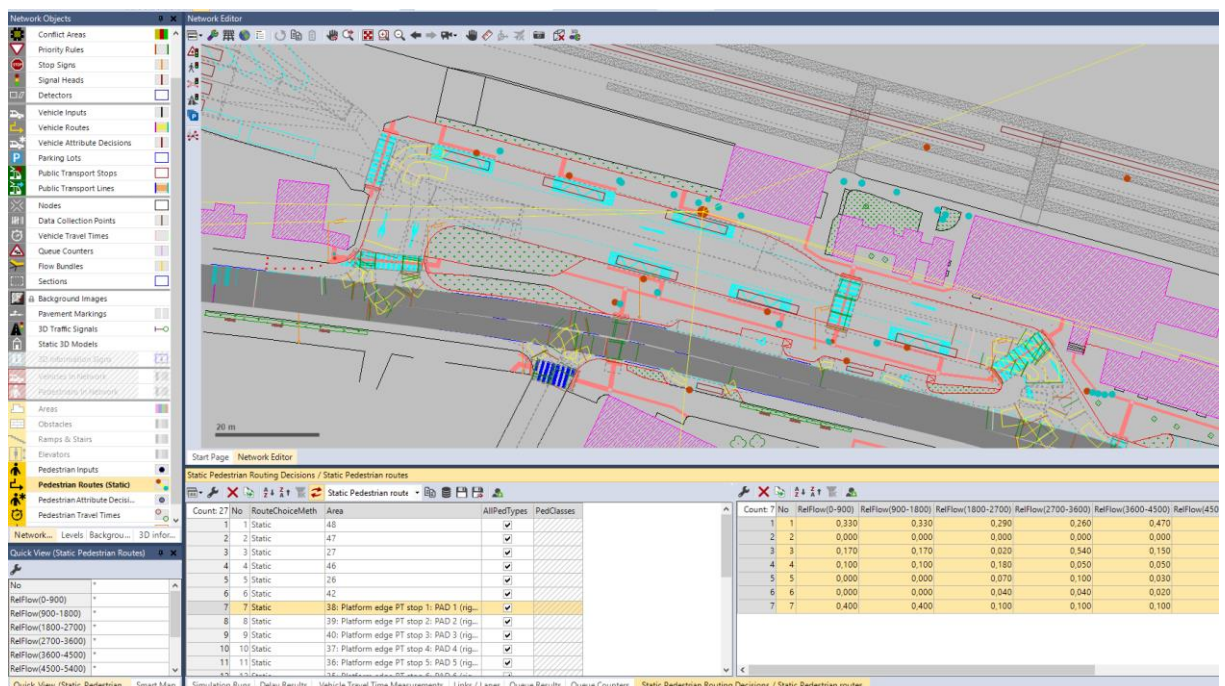 Network Objects
Network Editor
Conflict Areas
Priority Rules
Stop Signs
Signal Heads
Detectors
Vehicle Inputs
Vehicle Routes
Vehicle Attribute Decisions
Parking Lots
Public Transport Stops
Public Transport Lines
Nodes
Data Collection Points
Vehicle Travel Times
Queue Counters
Flow Bundles
Sections
Background Images
Pavement Markings
3D Traffic Signals
Static 3D Models
3D Information Signs
Vehicles In Network
Pedestrians In Network
Areas
Obstacles
Ramps & Stairs
Elevators
Pedestrian Inputs
Pedestrian Routes (Static)
Pedestrian Attribute Decisi...
Pedestrian Travel Times
Network... Levels Backgrou... 3D infor...
20 m
Start Page Network Editor
Quick View (Static Pedestrian Routes)
No *
RelFlow(0-900) *
RelFlow(900-1800) *
RelFlow(1800-2700) *
RelFlow(2700-3600) *
RelFlow(3600-4500) *
RelFlow(4500-5400) *
Quick View (Static Pedestrian... Smart Map
Static Pedestrian Routing Decisions / Static Pedestrian routes
Static Pedestrian route
Count: 27 No RouteChoiceMeth Area AllPedTypes PedClasses
1 1 Static 48
2 2 Static 47
3 3 Static 27
4 4 Static 46
5 5 Static 26
6 6 Static 42
7 7 Static 38: Platform edge PT stop 1: PAD 1 (rig...
8 8 Static 39: Platform edge PT stop 2: PAD 2 (rig...
9 9 Static 40: Platform edge PT stop 3: PAD 3 (rig...
10 10 Static 37: Platform edge PT stop 4: PAD 4 (rig...
11 11 Static 36: Platform edge PT stop 5: PAD 5 (rig...
Count: 7 No RelFlow(0-900) RelFlow(900-1800) RelFlow(1800-2700) RelFlow(2700-3600) RelFlow(3600-4500) RelFlow(450
1 1 0,330 0,330 0,290 0,260 0,470
2 2 0,000 0,000 0,000 0,000 0,000
3 3 0,170 0,170 0,020 0,540 0,150
4 4 0,100 0,100 0,180 0,050 0,050
5 5 0,000 0,000 0,070 0,100 0,030
6 6 0,000 0,000 0,040 0,040 0,020
7 7 0,400 0,400 0,100 0,100 0,100
Simulation Runs Delay Results Vehicle Travel Time Measurements Links / Lanes Queue Results Queue Counters Static Pedestrian Routing Decisions / Static Pedestrian routes